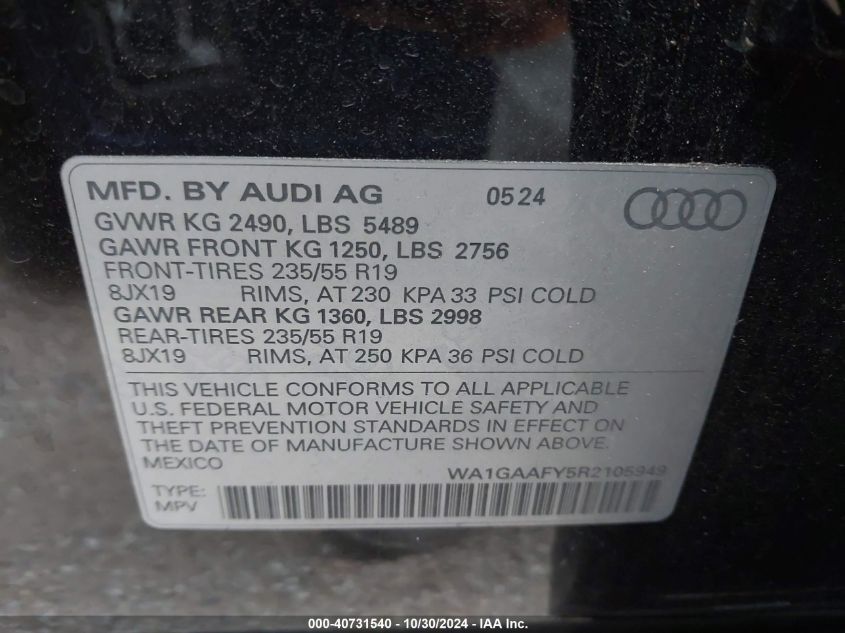 MFD. BY AUDI AG 0524
GVWR KG 2490, LBS 5489
GAWR FRONT KG 1250, LBS 2756
FRONT-TIRES 235/55 R19
8JX19 RIMS, AT 230 KPA 33 PSI COLD
GAWR REAR KG 1360, LBS 2998
REAR-TIRES 235/55 R19
8JX19 RIMS, AT 250 KPA 36 PSI COLD
THIS VEHICLE CONFORMS TO ALL APPLICABLE
U.S. FEDERAL MOTOR VEHICLE SAFETY AND
THEFT PREVENTION STANDARDS IN EFFECT ON
THE DATE OF MANUFACTURE SHOWN ABOVE.
MEXICO WA1GAAFY5R2105949
TYPE:
MPV
000-40731540 - 10/30/2024 - IAA Inc.